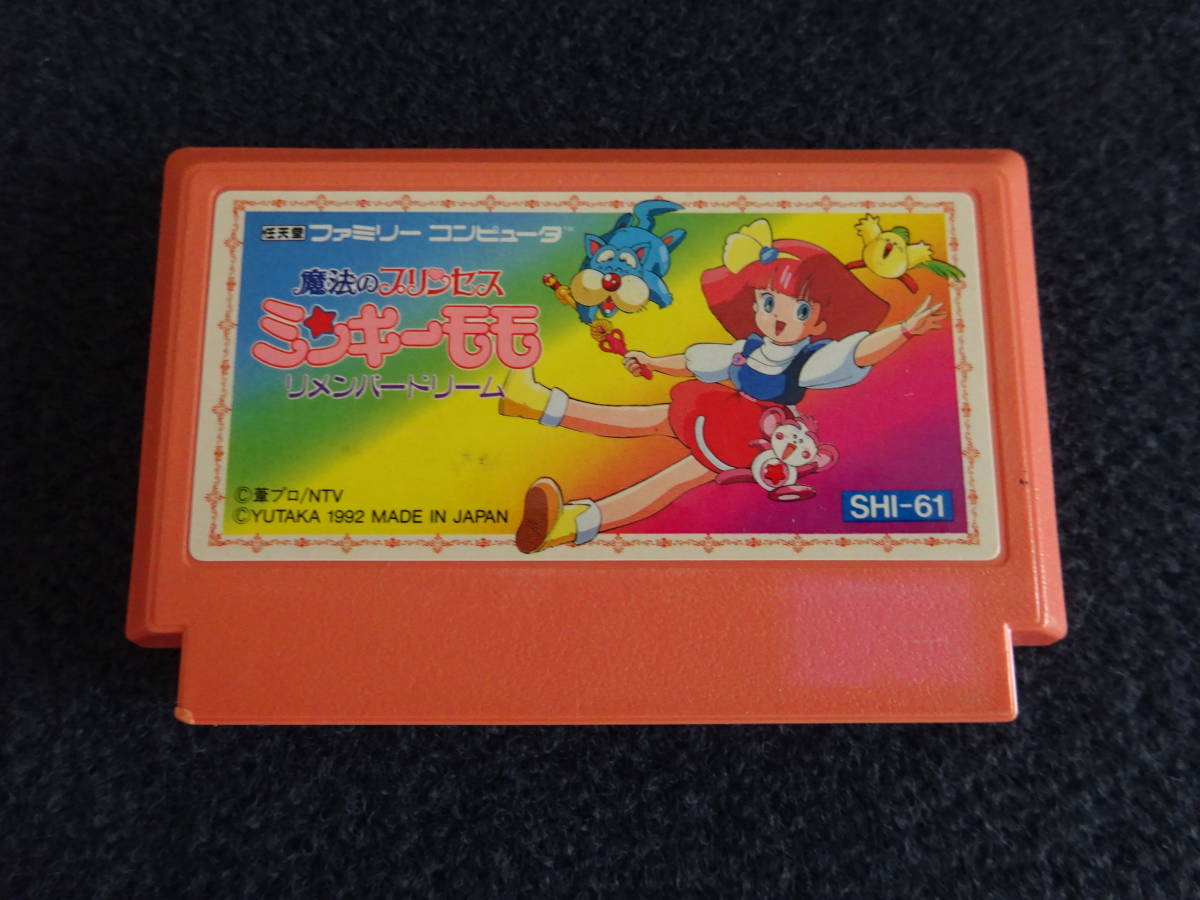 任天堂 ファミリー コンピュータ™
魔法のプリンセス
ミンキーモモ
リメンバードリーム
©葦プロ/NTV
©YUTAKA 1992 MADE IN JAPAN
SHI-61